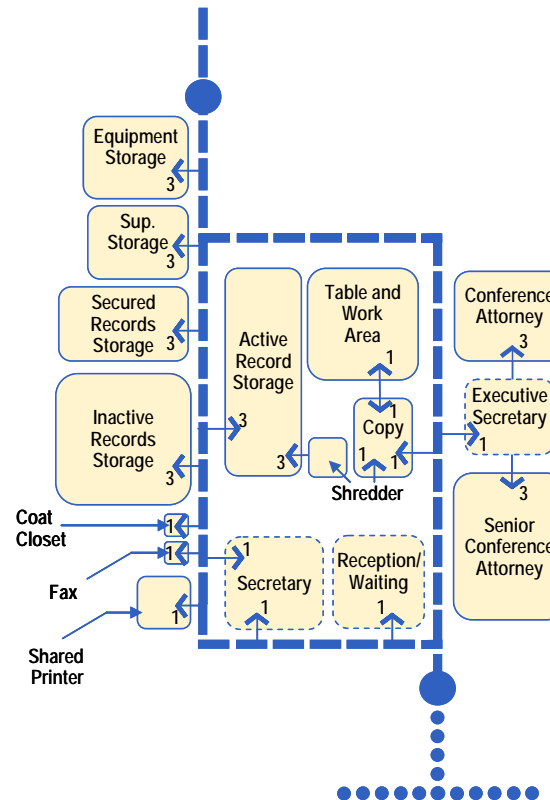 Equipment
Storage
3
Sup.
Storage
3
Secured
Records
Storage
3
Inactive
Records
Storage
3
Active
Record
Storage
3
3
Table and
Work
Area
1
1
Copy
1
1
Shredder
Conference
Attorney
3
Executive
Secretary
1
3
Senior
Conference
Attorney
Coat
Closet
1
Fax
1
Shared
Printer
1
1
Secretary
1
Reception/
Waiting
1